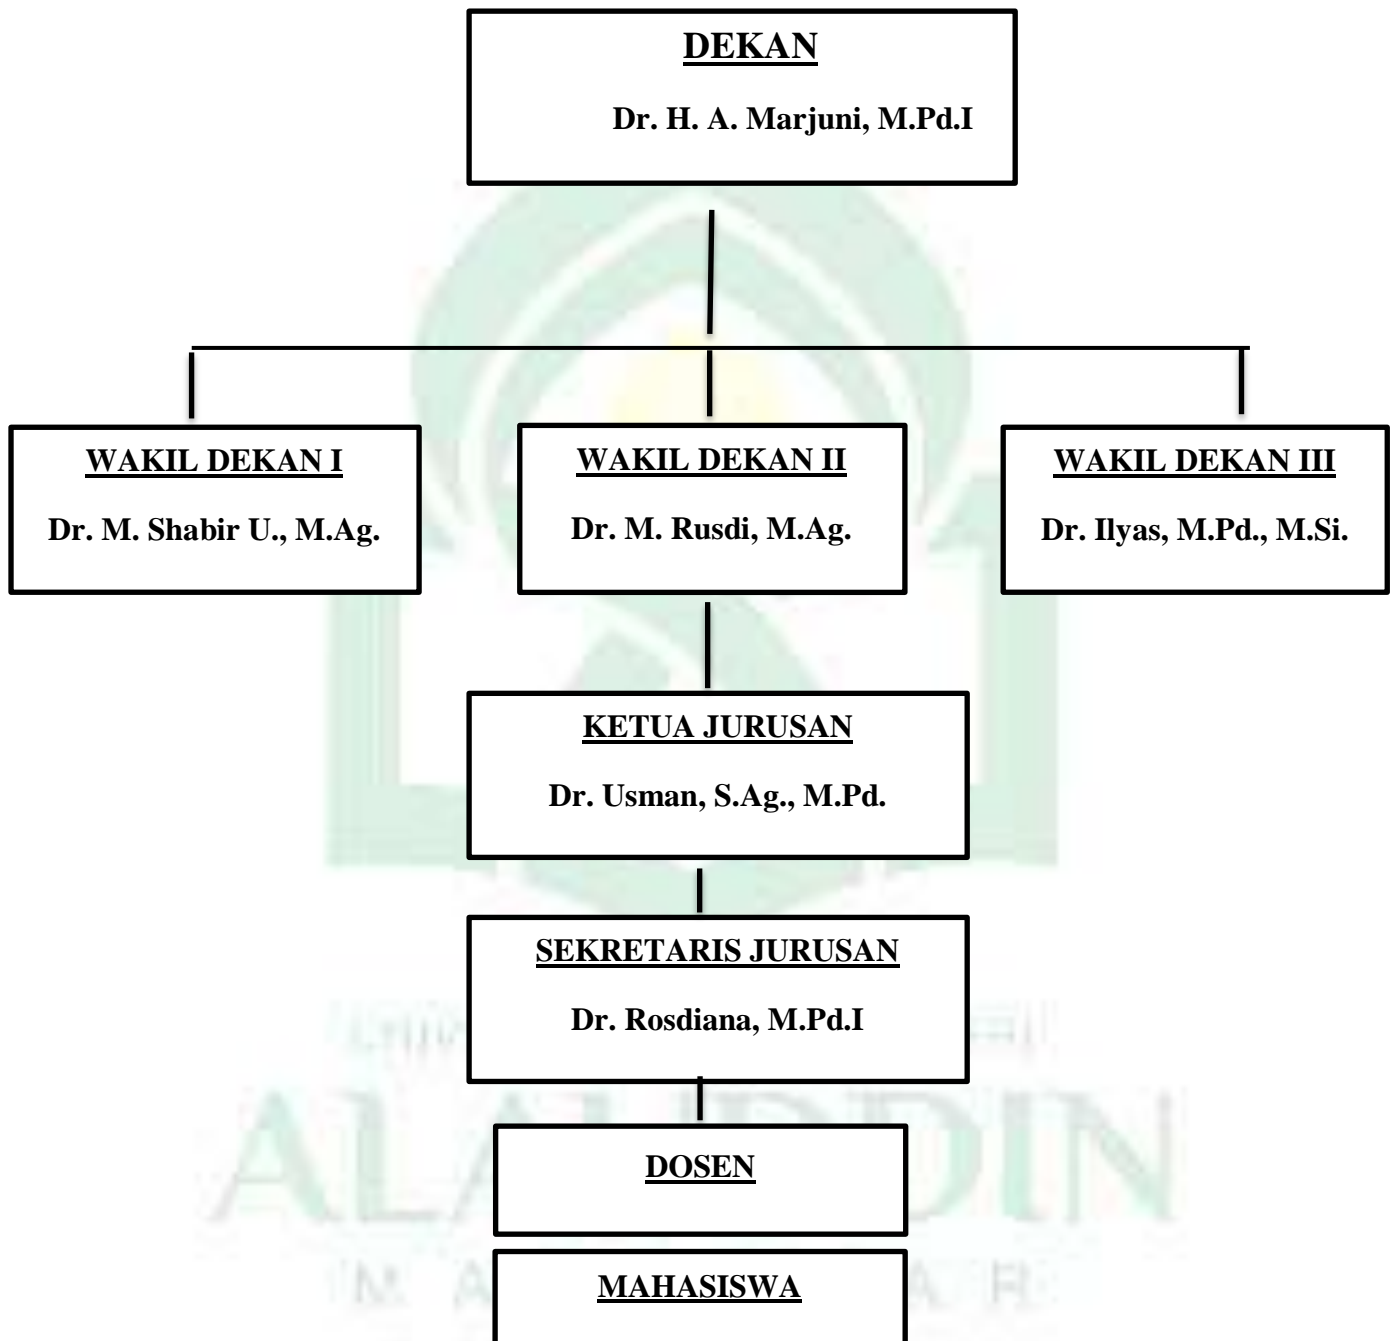 DEKAN
Dr. H. A. Marjuni, M.Pd.I
WAKIL DEKAN I
Dr. M. Shabir U., M.Ag.
WAKIL DEKAN II
Dr. M. Rusdi, M.Ag.
WAKIL DEKAN III
Dr. Ilyas, M.Pd., M.Si.
KETUA JURUSAN
Dr. Usman, S.Ag., M.Pd.
SEKRETARIS JURUSAN
Dr. Rosdiana, M.Pd.I
DOSEN
MAHASISWA